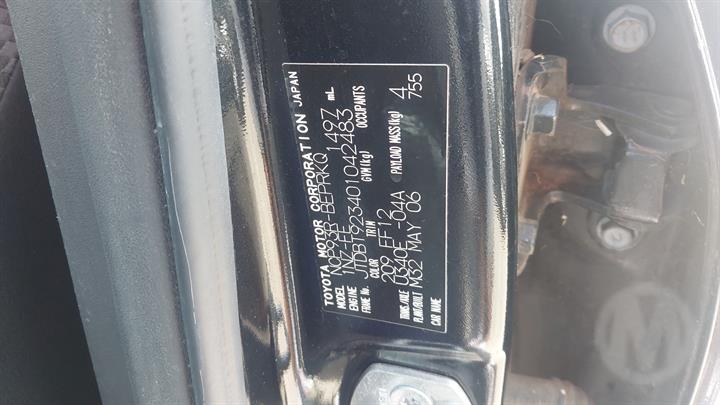 TOYOTA MOTOR CORPORATION JAPAN
MODEL NCP93R-BEPRKQ
ENGINE 1NZ-FE 1497 mL
FRAME No. JTDBT923401042483
COLOR TRIM GVM(kg) OCCUPANTS
209 FF12 4
TRANS/AXLE U340E -04A PAYLOAD MASS(kg) 755
PLANT/BUILT M32 MAY 06
CAR NAME
M